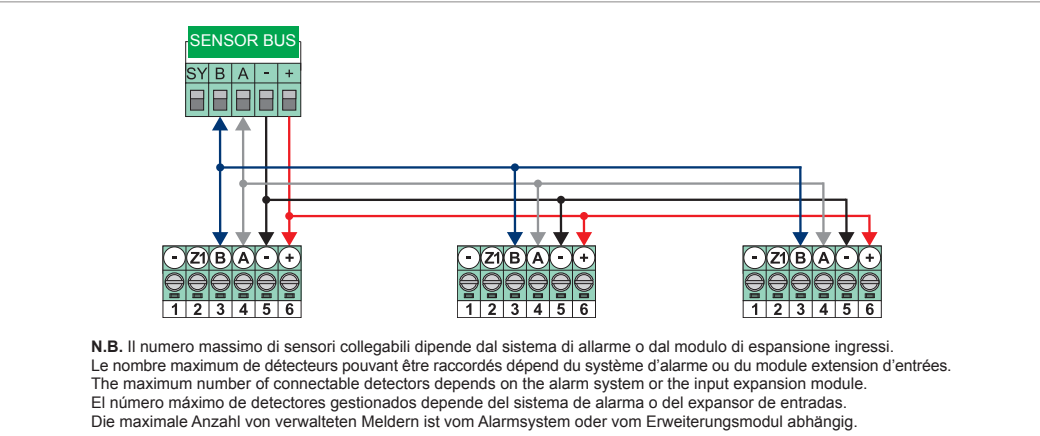 SENSOR BUS
SY B A - +
- Z1 B A - + - Z1 B A - + - Z1 B A - +
1 2 3 4 5 6 1 2 3 4 5 6 1 2 3 4 5 6
N.B. Il numero massimo di sensori collegabili dipende dal sistema di allarme o dal modulo di espansione ingressi.
Le nombre maximum de détecteurs pouvant être raccordés dépend du système d'alarme ou du module extension d'entrées.
The maximum number of connectable detectors depends on the alarm system or the input expansion module.
El número máximo de detectores gestionados depende del sistema de alarma o del expansor de entradas.
Die maximale Anzahl von verwalteten Meldern ist vom Alarmsystem oder vom Erweiterungsmodul abhängig.